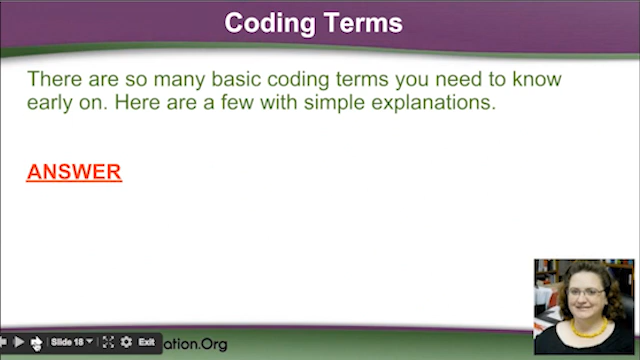 Coding Terms
There are so many basic coding terms you need to know
early on. Here are a few with simple explanations.
ANSWER
Slide 18
Exit
ation.Org